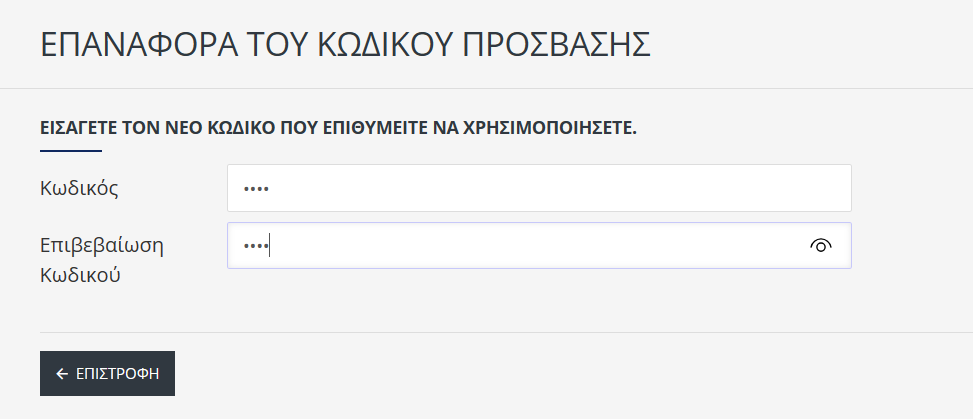 ΕΠΑΝΑΦΟΡΑ ΤΟΥ ΚΩΔΙΚΟΥ ΠΡΟΣΒΑΣΗΣ
ΕΙΣΑΓΕΤΕ ΤΟΝ ΝΕΟ ΚΩΔΙΚΟ ΠΟΥ ΕΠΙΘΥΜΕΙΤΕ ΝΑ ΧΡΗΣΙΜΟΠΟΙΗΣΕΤΕ.
Κωδικός ••••
Επιβεβαίωση ••••
Κωδικού
← ΕΠΙΣΤΡΟΦΗ